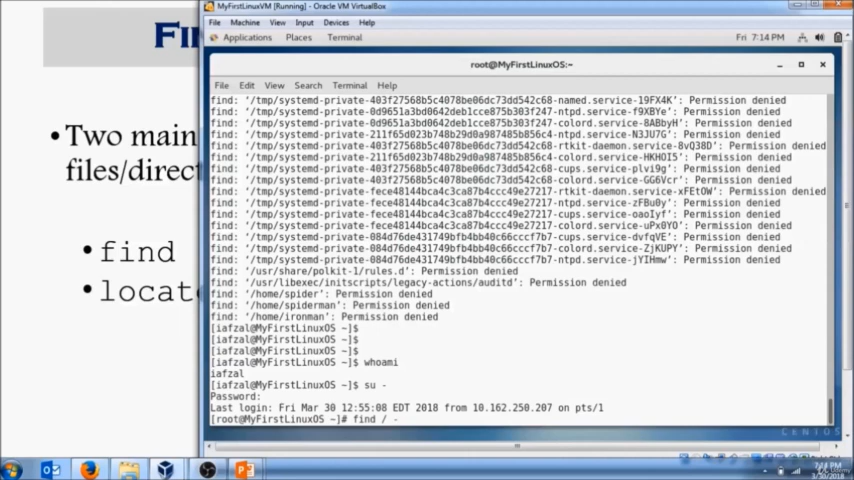 MyFirstLinuxVM [Running] - Oracle VM VirtualBox
File Machine View Input Devices Help
Applications Places Terminal Fri 7:14 PM
root@MyFirstLinuxOS:~
File Edit View Search Terminal Help
find: ‘/tmp/systemd-private-403f27568b5c4078be06dc73dd542c68-named.service-19FX4K’: Permission denied
find: ‘/tmp/systemd-private-0d9651a3bd0642deb1cce875b303f247-ntpd.service-f9XBYe’: Permission denied
find: ‘/tmp/systemd-private-0d9651a3bd0642deb1cce875b303f247-cups.service-8ABbyH’: Permission denied
find: ‘/tmp/systemd-private-211f65d023b748b29d0a987485b856c4-ntpd.service-N3JU7G’: Permission denied
find: ‘/tmp/systemd-private-403f27568b5c4078be06dc73dd542c68-rtkit-daemon.service-8vQ38D’: Permission denied
find: ‘/tmp/systemd-private-211f65d023b748b29d0a987485b856c4-colord.service-HKHOI5’: Permission denied
find: ‘/tmp/systemd-private-403f27568b5c4078be06dc73dd542c68-cups.service-plvi9g’: Permission denied
find: ‘/tmp/systemd-private-403f27568b5c4078be06dc73dd542c68-colord.service-GG6Vcr’: Permission denied
find: ‘/tmp/systemd-private-fece48144bca4c3ca87b4ccc49e27217-rtkit-daemon.service-xFEtOW’: Permission denied
find: ‘/tmp/systemd-private-fece48144bca4c3ca87b4ccc49e27217-ntpd.service-zFBu0y’: Permission denied
find: ‘/tmp/systemd-private-fece48144bca4c3ca87b4ccc49e27217-cups.service-oaoIyf’: Permission denied
find: ‘/tmp/systemd-private-fece48144bca4c3ca87b4ccc49e27217-colord.service-uPx0YO’: Permission denied
find: ‘/tmp/systemd-private-084d76de431749bfb4bb40c66cccf7b7-cups.service-dvfqVE’: Permission denied
find: ‘/tmp/systemd-private-084d76de431749bfb4bb40c66cccf7b7-colord.service-ZjKUPY’: Permission denied
find: ‘/tmp/systemd-private-084d76de431749bfb4bb40c66cccf7b7-ntpd.service-jYIHmw’: Permission denied
find: ‘/usr/share/polkit-1/rules.d’: Permission denied
find: ‘/usr/libexec/initscripts/legacy-actions/auditd’: Permission denied
find: ‘/home/spider’: Permission denied
find: ‘/home/spiderman’: Permission denied
find: ‘/home/ironman’: Permission denied
[iafzal@MyFirstLinuxOS ~]$
[iafzal@MyFirstLinuxOS ~]$
[iafzal@MyFirstLinuxOS ~]$
[iafzal@MyFirstLinuxOS ~]$ whoami
iafzal
[iafzal@MyFirstLinuxOS ~]$ su -
Password:
Last login: Fri Mar 30 12:55:08 EDT 2018 from 10.162.250.207 on pts/1
[root@MyFirstLinuxOS ~]# find / -
CENTOS
Fi
• Two main
files/direct
• find
• locate
7:14 PM
3/30/2018
Udemy